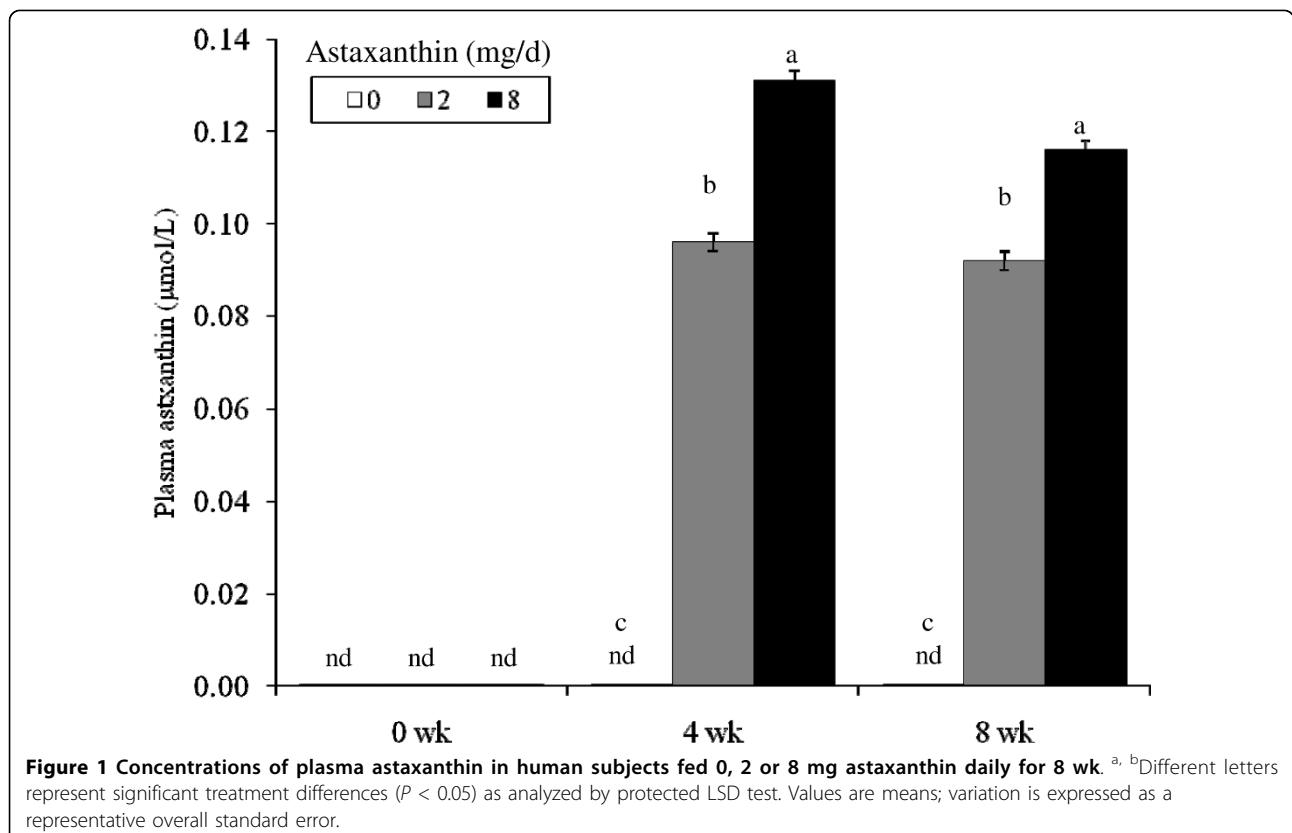 0.14
Astaxanthin (mg/d)
0 2 8
a
0.12
a
b
b
0.10
Plasma astxanthin (µmol/L)
0.08
0.06
0.04
0.02
c
c
nd nd nd nd nd
0.00
0 wk 4 wk 8 wk
Figure 1 Concentrations of plasma astaxanthin in human subjects fed 0, 2 or 8 mg astaxanthin daily for 8 wk. a, bDifferent letters
represent significant treatment differences (P < 0.05) as analyzed by protected LSD test. Values are means; variation is expressed as a
representative overall standard error.